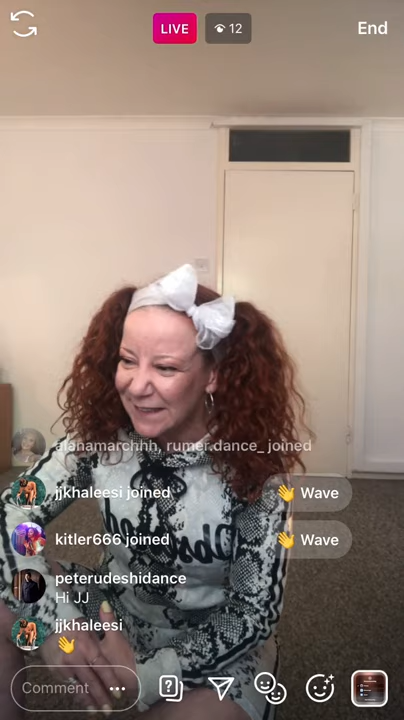 LIVE
12
End
alanamarchhh, rumer.dance_ joined
jjkhaleesi joined
Wave
kitler666 joined
Wave
peterudeshidance
Hi JJ
jjkhaleesi
👋
Comment